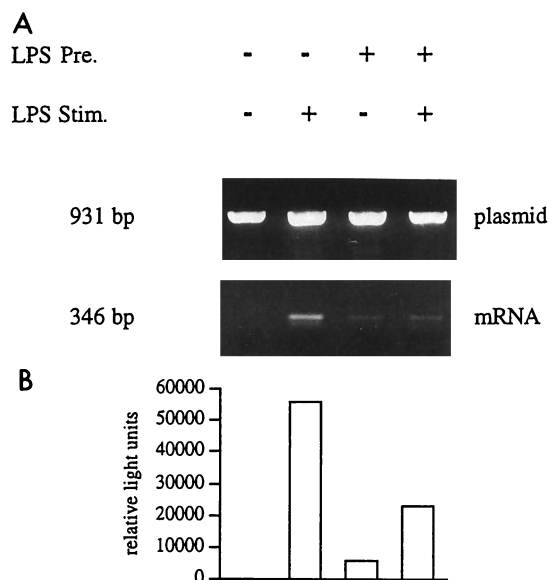 A
LPS Pre. - - + +
LPS Stim. - + - +
931 bp plasmid
346 bp mRNA
B
relative light units
60000
50000
40000
30000
20000
10000
0